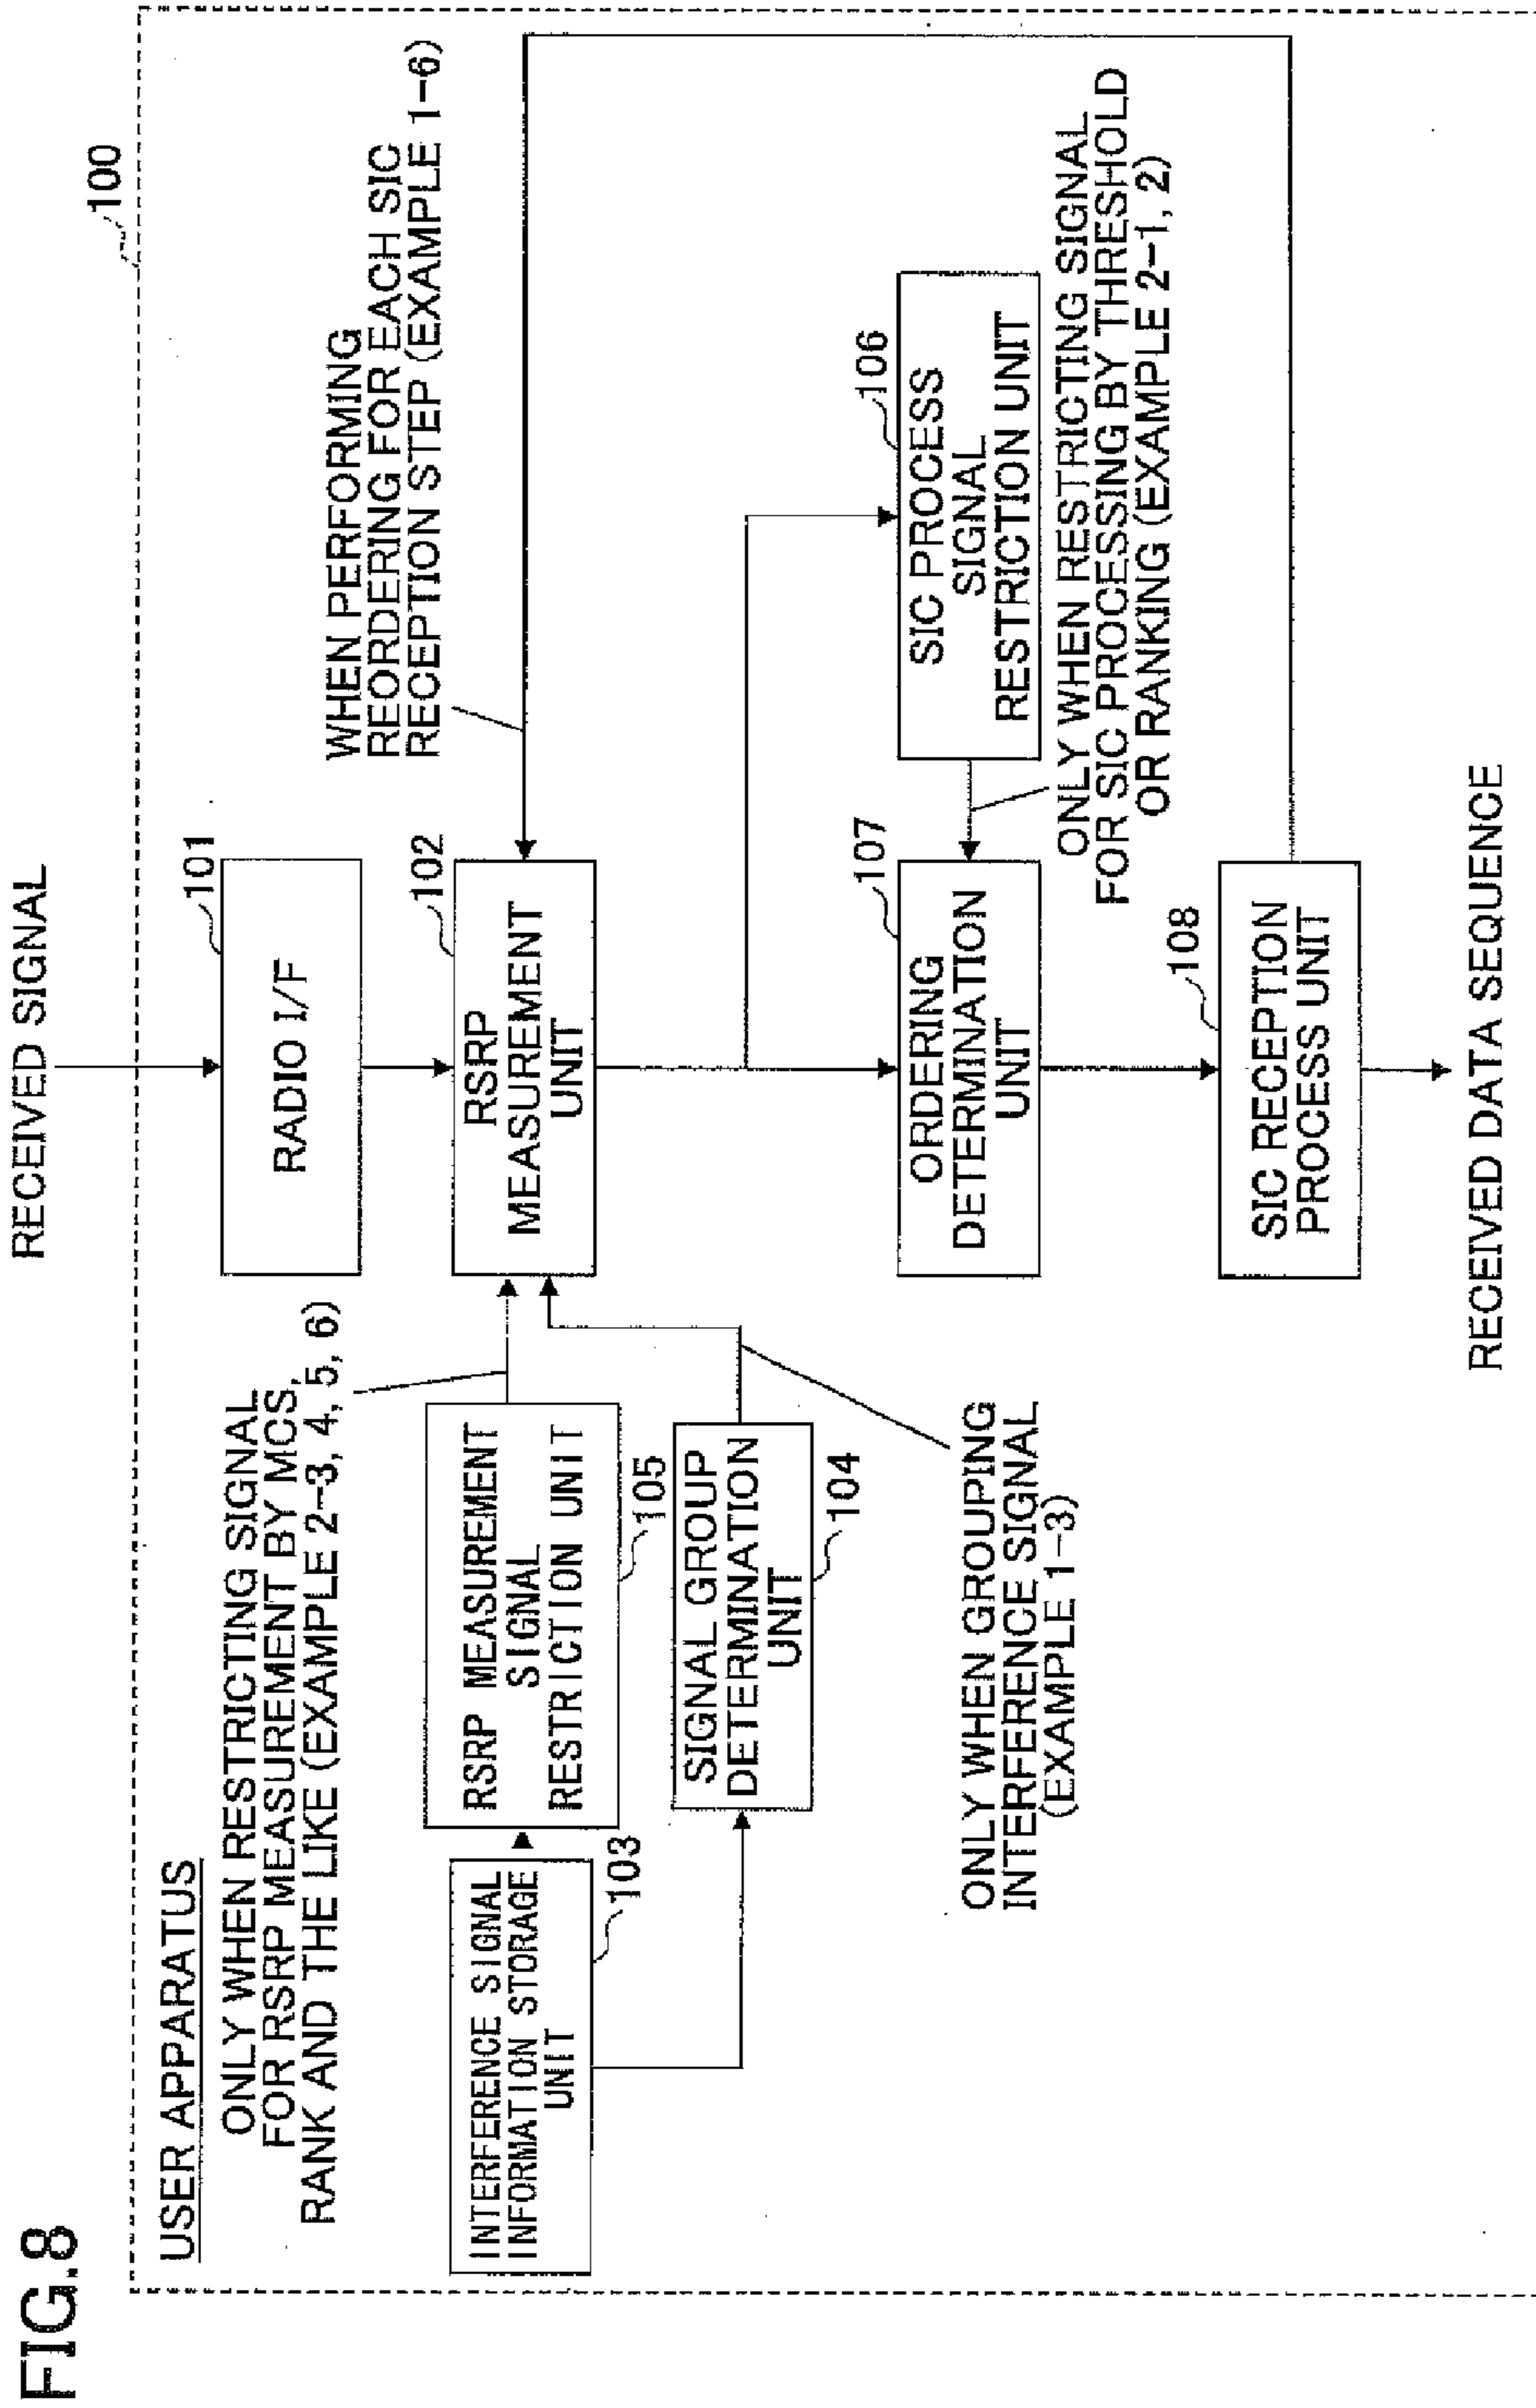 FIG.8
RECEIVED SIGNAL
100
USER APPARATUS
101
RADIO I/F
ONLY WHEN RESTRICTING SIGNAL
FOR RSRP MEASUREMENT BY MCS,
RANK AND THE LIKE (EXAMPLE 2-3, 4, 5, 6)
WHEN PERFORMING
REORDERING FOR EACH SIC
RECEPTION STEP (EXAMPLE 1-6)
INTERFERENCE SIGNAL
INFORMATION STORAGE
UNIT
103
RSRP MEASUREMENT
SIGNAL
RESTRICTION UNIT
105
102
RSRP
MEASUREMENT
UNIT
SIGNAL GROUP
DETERMINATION
UNIT
104
ONLY WHEN GROUPING
INTERFERENCE SIGNAL
(EXAMPLE 1-3)
107
ORDERING
DETERMINATION
UNIT
106
SIC PROCESS
SIGNAL
RESTRICTION UNIT
ONLY WHEN RESTRICTING SIGNAL
FOR SIC PROCESSING BY THRESHOLD
OR RANKING (EXAMPLE 2-1, 2)
108
SIC RECEPTION
PROCESS UNIT
RECEIVED DATA SEQUENCE